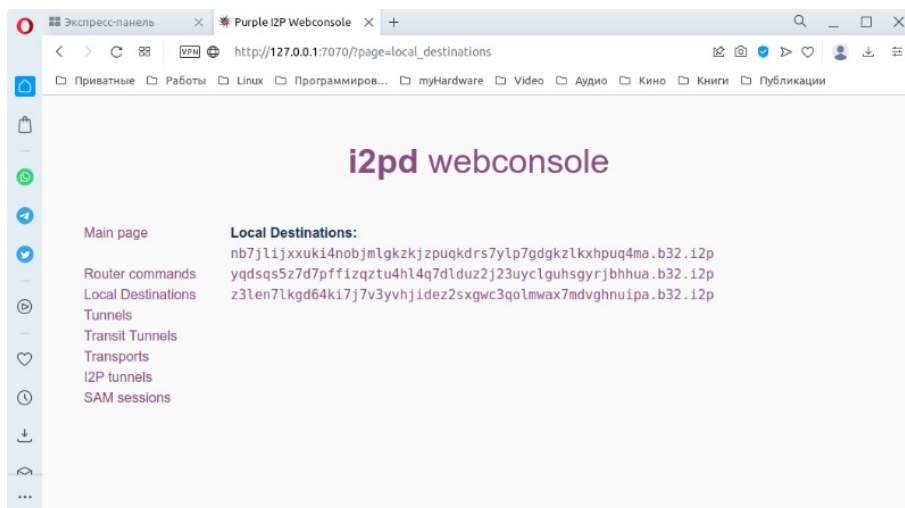 Экспресс-панель
Purple I2P Webconsole
VPN
http://127.0.0.1:7070/?page=local_destinations
Приватные Работы Linux Программиров... myHardware Video Аудио Кино Книги Публикации
i2pd webconsole
Main page
Router commands
Local Destinations
Tunnels
Transit Tunnels
Transports
I2P tunnels
SAM sessions
Local Destinations:
nb7jlijxxuki4nobjmlgkzkjzpuqkdrs7ylp7gdgkzlkxhpuq4ma.b32.i2p
yqdsqs5z7d7pffizqztu4hl4q7dlduz2j23uyclguhsgyrjbhhua.b32.i2p
z3len7lkgd64ki7j7v3yvhjidez2sxgwc3qolmwax7mdvghnuipa.b32.i2p